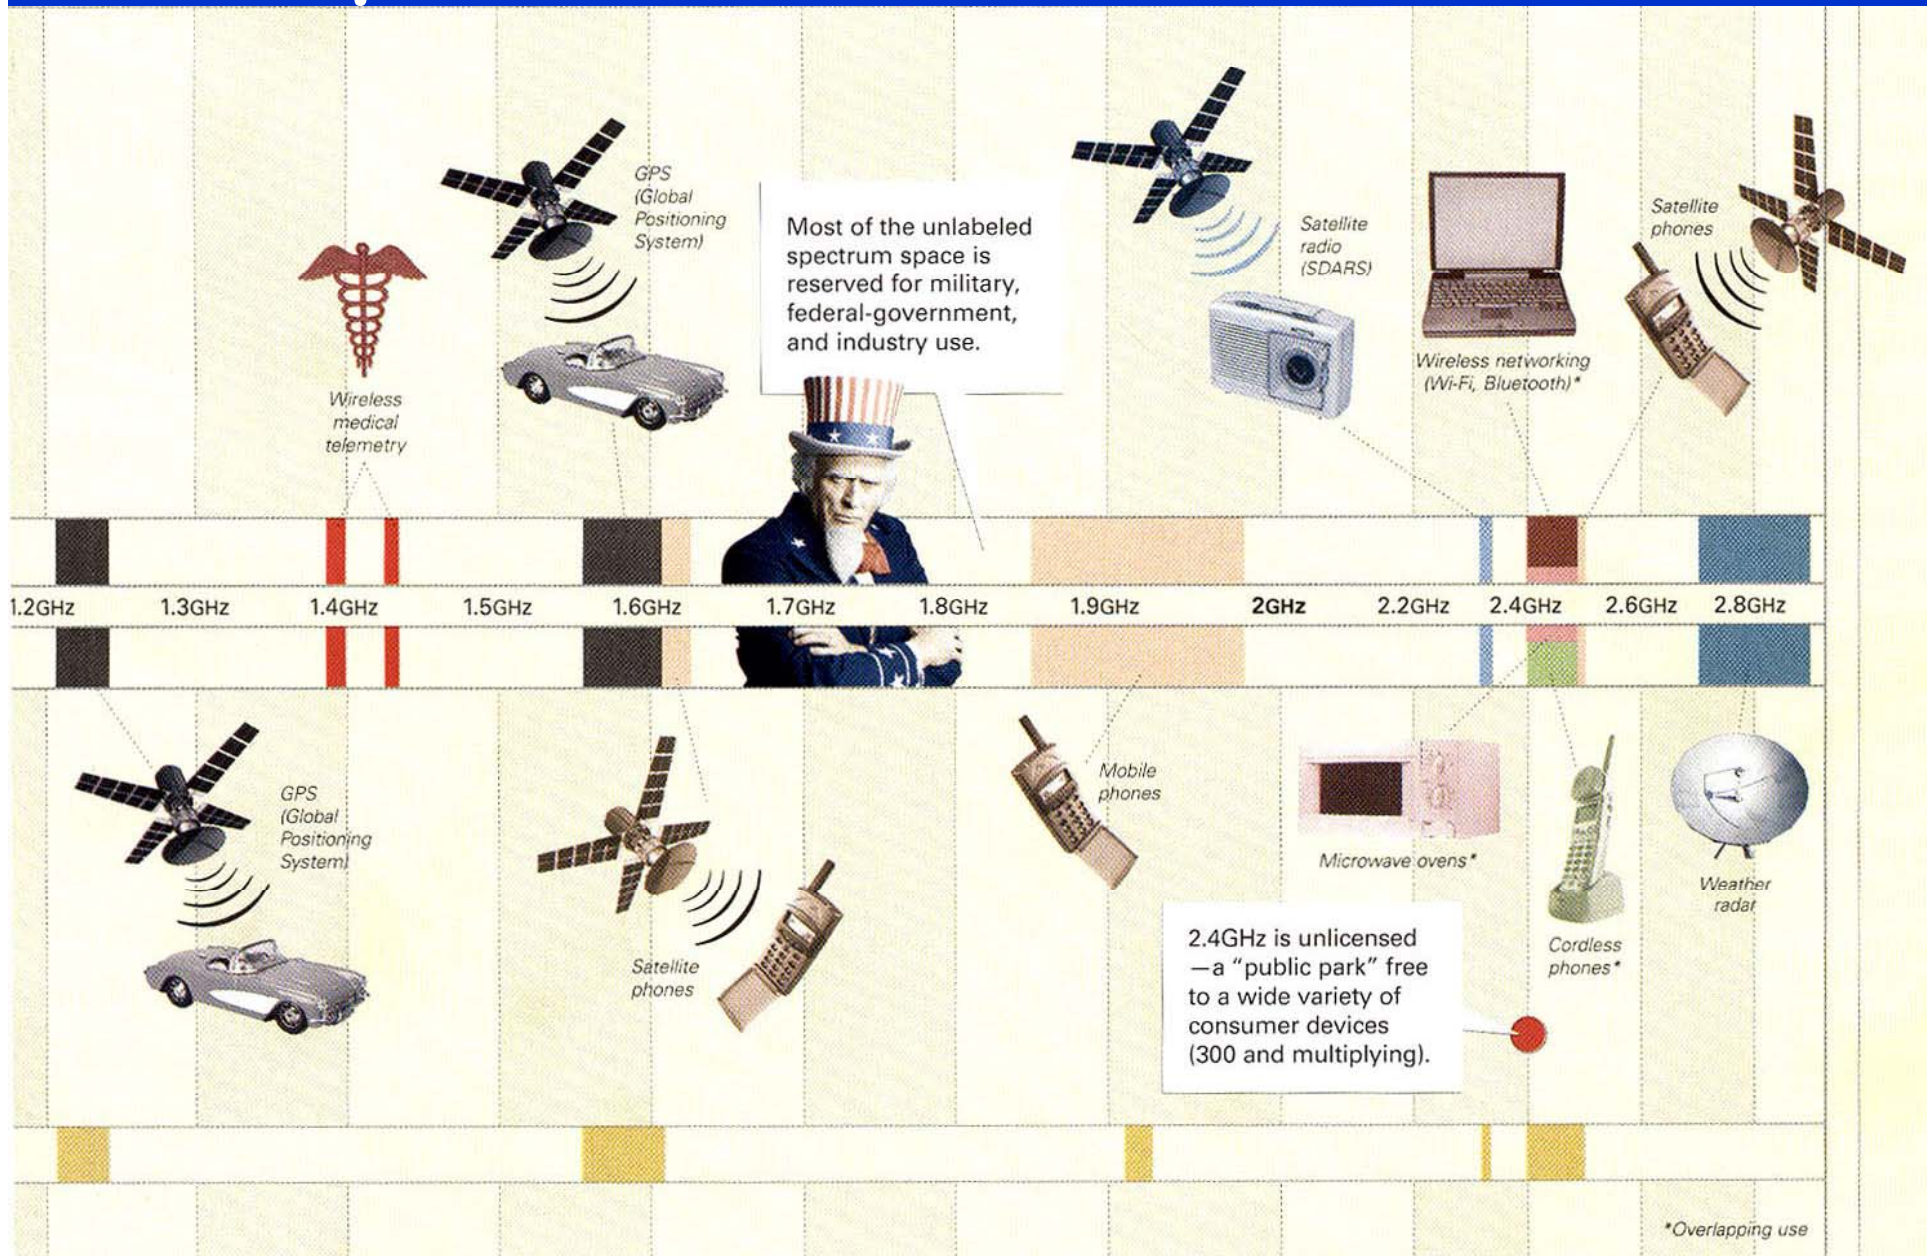 GPS
(Global
Positioning
System)
Most of the unlabeled
spectrum space is
reserved for military,
federal-government,
and industry use.
Satellite
radio
(SDARS)
Satellite
phones
Wireless networking
(Wi-Fi, Bluetooth)*
Wireless
medical
telemetry
1.2GHz 1.3GHz 1.4GHz 1.5GHz 1.6GHz 1.7GHz 1.8GHz 1.9GHz 2GHz 2.2GHz 2.4GHz 2.6GHz 2.8GHz
GPS
(Global
Positioning
System)
Satellite
phones
Mobile
phones
Microwave ovens*
Cordless
phones*
Weather
radar
2.4GHz is unlicensed
—a “public park” free
to a wide variety of
consumer devices
(300 and multiplying).
*Overlapping use